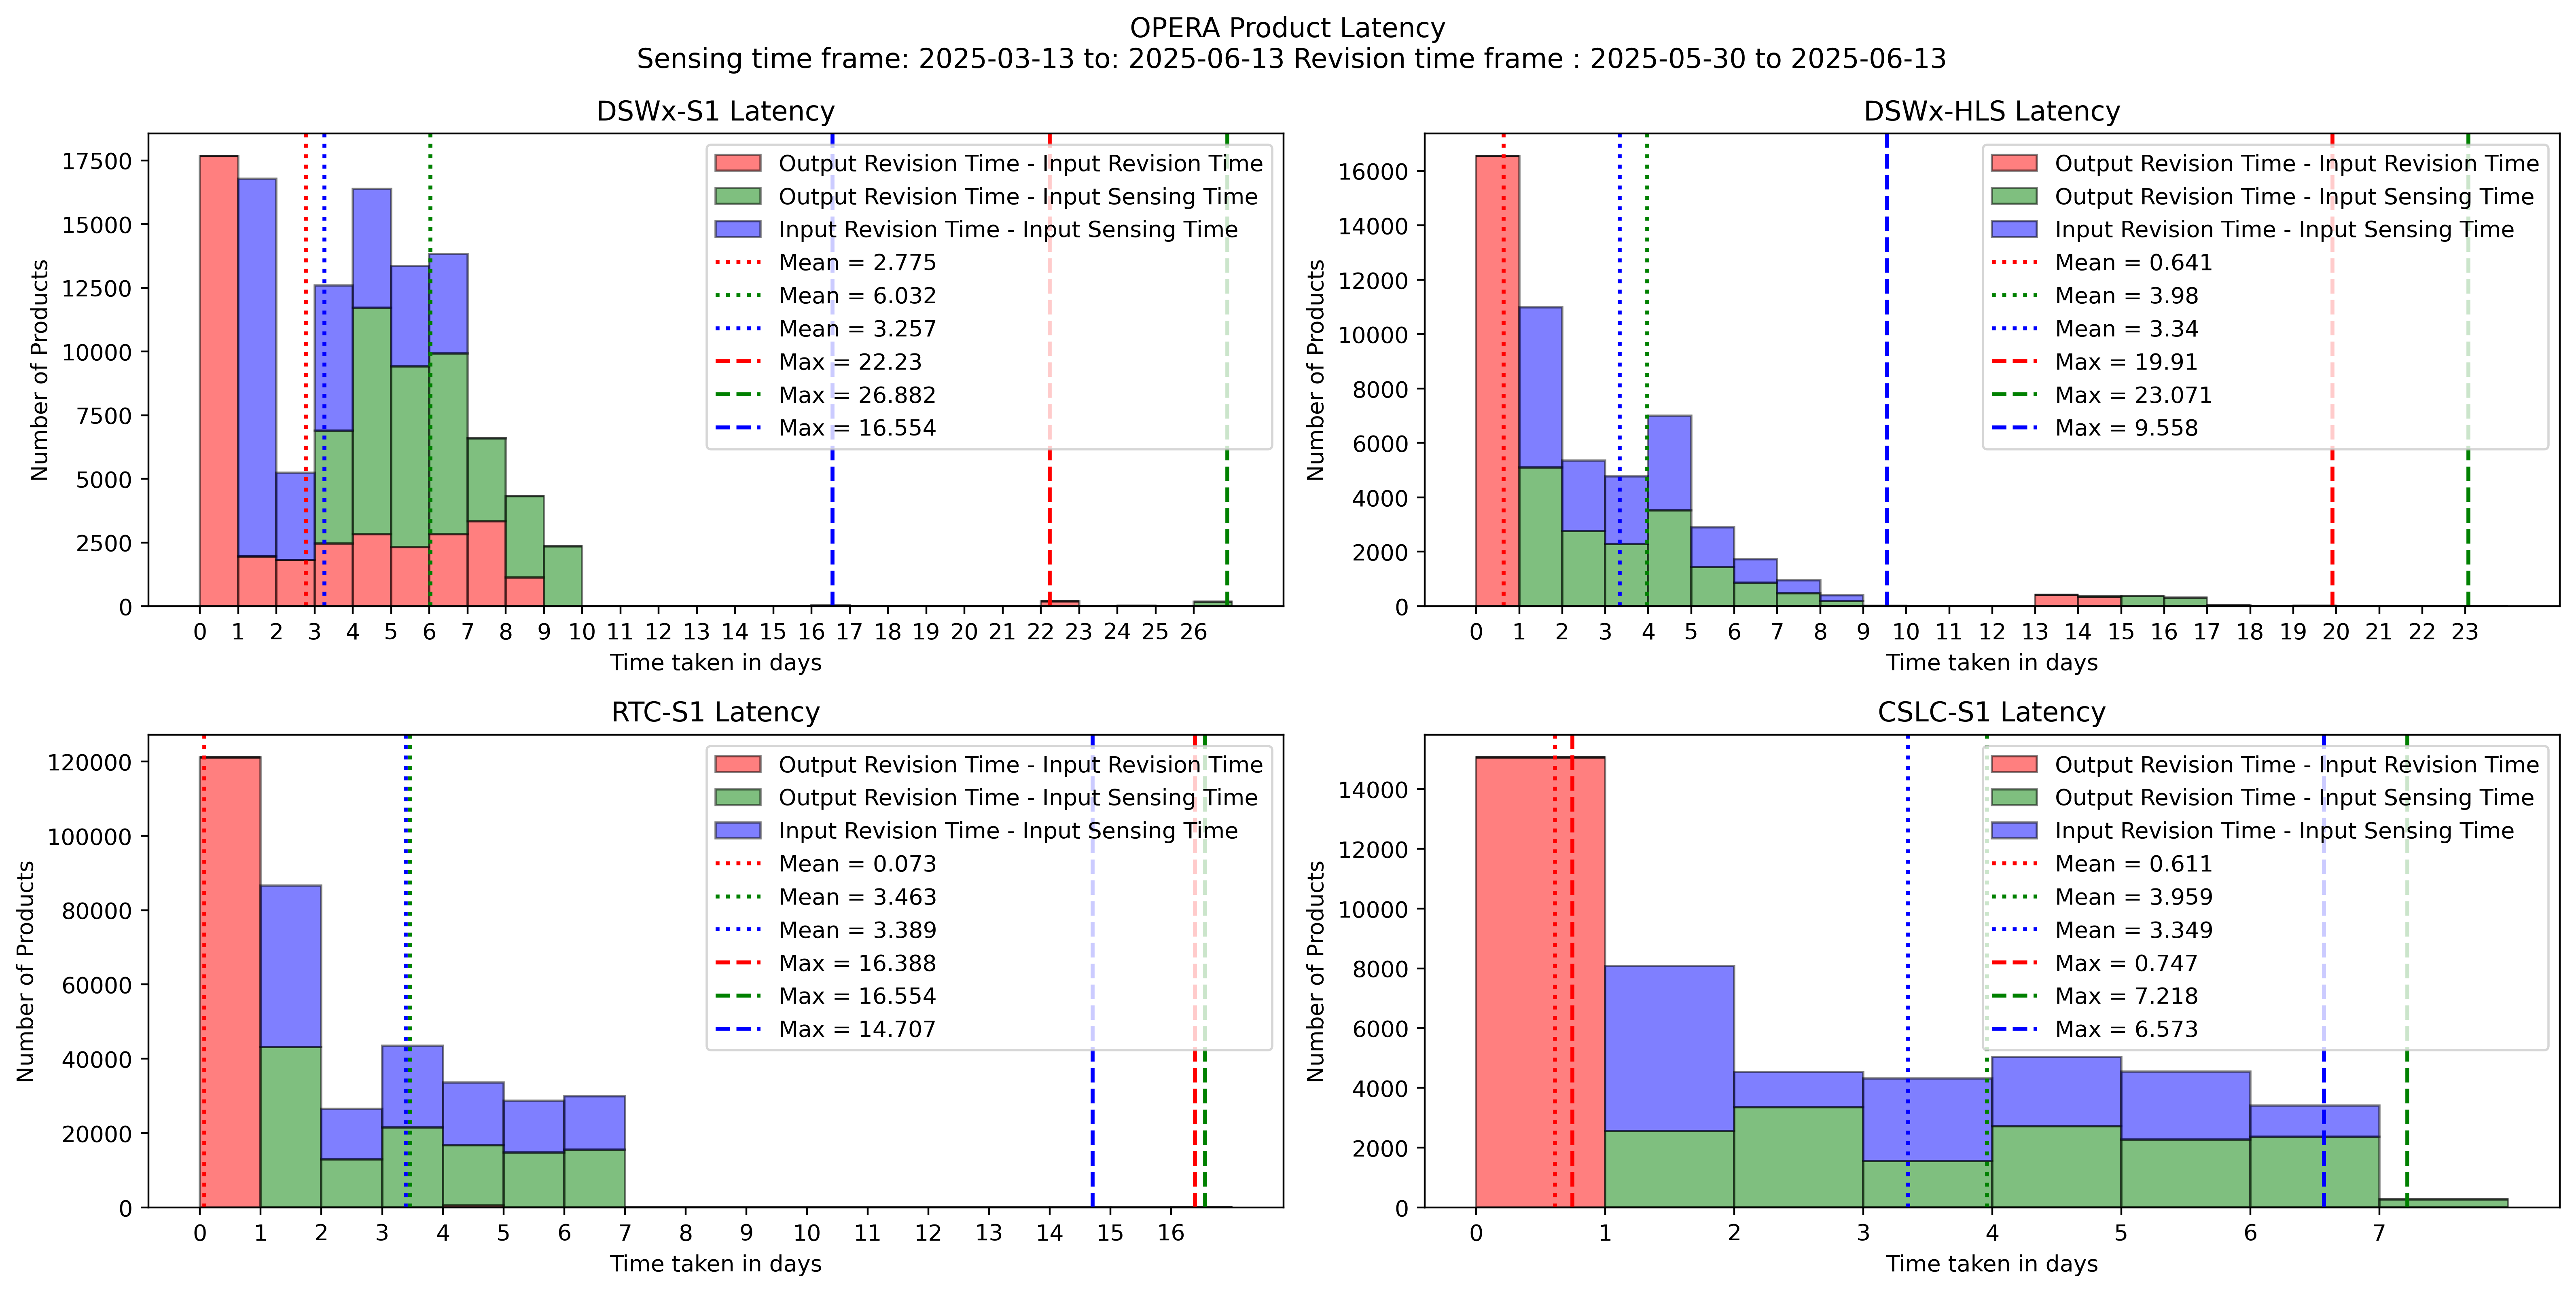 OPERA Product Latency
Sensing time frame: 2025-03-13 to: 2025-06-13 Revision time frame : 2025-05-30 to 2025-06-13
DSWx-S1 Latency
Number of Products
17500
15000
12500
10000
7500
5000
2500
0
Output Revision Time - Input Revision Time
Output Revision Time - Input Sensing Time
Input Revision Time - Input Sensing Time
Mean = 2.775
Mean = 6.032
Mean = 3.257
Max = 22.23
Max = 26.882
Max = 16.554
0 1 2 3 4 5 6 7 8 9 10 11 12 13 14 15 16 17 18 19 20 21 22 23 24 25 26
Time taken in days
DSWx-HLS Latency
Number of Products
16000
14000
12000
10000
8000
6000
4000
2000
0
Output Revision Time - Input Revision Time
Output Revision Time - Input Sensing Time
Input Revision Time - Input Sensing Time
Mean = 0.641
Mean = 3.98
Mean = 3.34
Max = 19.91
Max = 23.071
Max = 9.558
0 1 2 3 4 5 6 7 8 9 10 11 12 13 14 15 16 17 18 19 20 21 22 23
Time taken in days
RTC-S1 Latency
Number of Products
120000
100000
80000
60000
40000
20000
0
Output Revision Time - Input Revision Time
Output Revision Time - Input Sensing Time
Input Revision Time - Input Sensing Time
Mean = 0.073
Mean = 3.463
Mean = 3.389
Max = 16.388
Max = 16.554
Max = 14.707
0 1 2 3 4 5 6 7 8 9 10 11 12 13 14 15 16
Time taken in days
CSLC-S1 Latency
Number of Products
14000
12000
10000
8000
6000
4000
2000
0
Output Revision Time - Input Revision Time
Output Revision Time - Input Sensing Time
Input Revision Time - Input Sensing Time
Mean = 0.611
Mean = 3.959
Mean = 3.349
Max = 0.747
Max = 7.218
Max = 6.573
0 1 2 3 4 5 6 7
Time taken in days